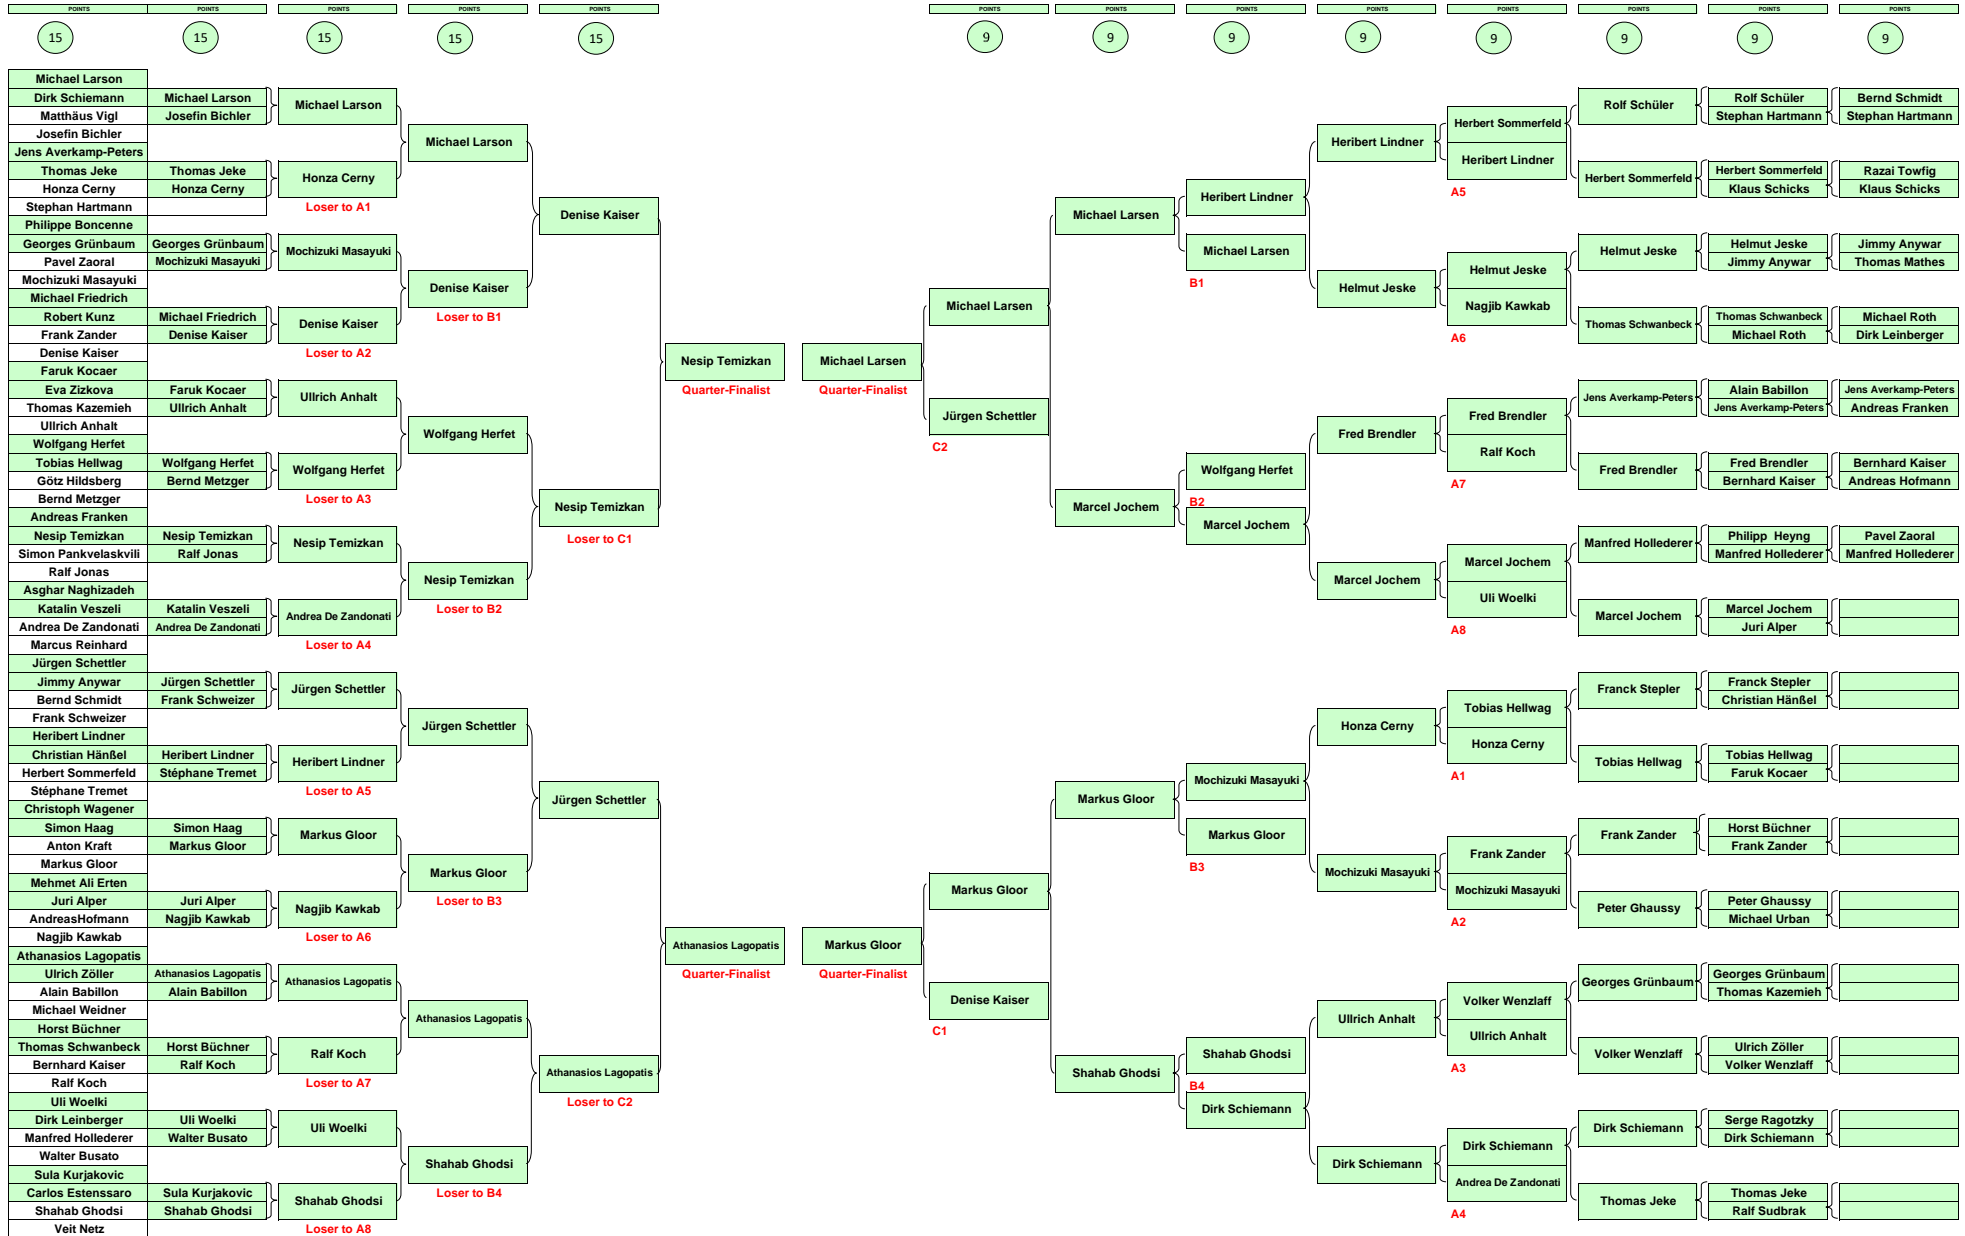 POINTS POINTS POINTS POINTS POINTS POINTS POINTS POINTS POINTS POINTS POINTS POINTS POINTS
15 15 15 15 15 9 9 9 9 9 9 9 9
Michael Larson
Dirk Schiemann
Matthäus Vigl
Josefin Bichler
Jens Averkamp-Peters
Thomas Jeke
Honza Cerny
Stephan Hartmann
Philippe Boncenne
Georges Grünbaum
Pavel Zaoral
Mochizuki Masayuki
Michael Friedrich
Robert Kunz
Frank Zander
Denise Kaiser
Faruk Kocaer
Eva Zizkova
Thomas Kazemieh
Ullrich Anhalt
Wolfgang Herfet
Tobias Hellwag
Götz Hildsberg
Bernd Metzger
Andreas Franken
Nesip Temizkan
Simon Pankvelaskvili
Ralf Jonas
Asghar Naghizadeh
Katalin Veszeli
Andrea De Zandonati
Marcus Reinhard
Jürgen Schettler
Jimmy Anywar
Bernd Schmidt
Frank Schweizer
Heribert Lindner
Christian Hänßel
Herbert Sommerfeld
Stéphane Tremet
Christoph Wagener
Simon Haag
Anton Kraft
Markus Gloor
Mehmet Ali Erten
Juri Alper
AndreasHofmann
Nagjib Kawkab
Athanasios Lagopatis
Ulrich Zöller
Alain Babillon
Michael Weidner
Horst Büchner
Thomas Schwanbeck
Bernhard Kaiser
Ralf Koch
Uli Woelki
Dirk Leinberger
Manfred Hollederer
Walter Busato
Sula Kurjakovic
Carlos Estenssaro
Shahab Ghodsi
Veit Netz
Michael Larson
Josefin Bichler
Thomas Jeke
Honza Cerny
Georges Grünbaum
Mochizuki Masayuki
Michael Friedrich
Denise Kaiser
Faruk Kocaer
Ullrich Anhalt
Wolfgang Herfet
Bernd Metzger
Nesip Temizkan
Ralf Jonas
Katalin Veszeli
Andrea De Zandonati
Jürgen Schettler
Frank Schweizer
Heribert Lindner
Stéphane Tremet
Simon Haag
Markus Gloor
Juri Alper
Nagjib Kawkab
Athanasios Lagopatis
Alain Babillon
Horst Büchner
Ralf Koch
Uli Woelki
Walter Busato
Sula Kurjakovic
Shahab Ghodsi
Michael Larson
Honza Cerny
Loser to A1
Mochizuki Masayuki
Denise Kaiser
Loser to A2
Ullrich Anhalt
Wolfgang Herfet
Loser to A3
Nesip Temizkan
Andrea De Zandonati
Loser to A4
Jürgen Schettler
Heribert Lindner
Loser to A5
Markus Gloor
Nagjib Kawkab
Loser to A6
Athanasios Lagopatis
Ralf Koch
Loser to A7
Uli Woelki
Shahab Ghodsi
Loser to A8
Michael Larson
Denise Kaiser
Loser to B1
Wolfgang Herfet
Nesip Temizkan
Loser to B2
Jürgen Schettler
Markus Gloor
Loser to B3
Athanasios Lagopatis
Shahab Ghodsi
Loser to B4
Denise Kaiser
Nesip Temizkan
Loser to C1
Jürgen Schettler
Athanasios Lagopatis
Loser to C2
Nesip Temizkan
Quarter-Finalist
Athanasios Lagopatis
Quarter-Finalist
Michael Larsen
Quarter-Finalist
Markus Gloor
Quarter-Finalist
Michael Larsen
Jürgen Schettler
C2
Markus Gloor
Denise Kaiser
C1
Michael Larsen
Marcel Jochem
Markus Gloor
Shahab Ghodsi
Heribert Lindner
Michael Larsen
B1
Wolfgang Herfet
B2
Marcel Jochem
Mochizuki Masayuki
Markus Gloor
B3
Shahab Ghodsi
B4
Dirk Schiemann
Heribert Lindner
Helmut Jeske
Fred Brendler
Marcel Jochem
Honza Cerny
Mochizuki Masayuki
Ullrich Anhalt
Dirk Schiemann
Herbert Sommerfeld
Heribert Lindner
A5
Helmut Jeske
Nagjib Kawkab
A6
Fred Brendler
Ralf Koch
A7
Marcel Jochem
Uli Woelki
A8
Tobias Hellwag
Honza Cerny
A1
Frank Zander
Mochizuki Masayuki
A2
Volker Wenzlaff
Ullrich Anhalt
A3
Dirk Schiemann
Andrea De Zandonati
A4
Rolf Schüler
Herbert Sommerfeld
Helmut Jeske
Thomas Schwanbeck
Jens Averkamp-Peters
Fred Brendler
Manfred Hollederer
Marcel Jochem
Franck Stepler
Tobias Hellwag
Frank Zander
Peter Ghaussy
Georges Grünbaum
Volker Wenzlaff
Dirk Schiemann
Thomas Jeke
Rolf Schüler
Stephan Hartmann
Herbert Sommerfeld
Klaus Schicks
Helmut Jeske
Jimmy Anywar
Thomas Schwanbeck
Michael Roth
Alain Babillon
Jens Averkamp-Peters
Fred Brendler
Bernhard Kaiser
Philipp Heyng
Manfred Hollederer
Marcel Jochem
Juri Alper
Franck Stepler
Christian Hänßel
Tobias Hellwag
Faruk Kocaer
Horst Büchner
Frank Zander
Peter Ghaussy
Michael Urban
Georges Grünbaum
Thomas Kazemieh
Ulrich Zöller
Volker Wenzlaff
Serge Ragotzky
Dirk Schiemann
Thomas Jeke
Ralf Sudbrak
Bernd Schmidt
Stephan Hartmann
Razai Towfig
Klaus Schicks
Jimmy Anywar
Thomas Mathes
Michael Roth
Dirk Leinberger
Jens Averkamp-Peters
Andreas Franken
Bernhard Kaiser
Andreas Hofmann
Pavel Zaoral
Manfred Hollederer